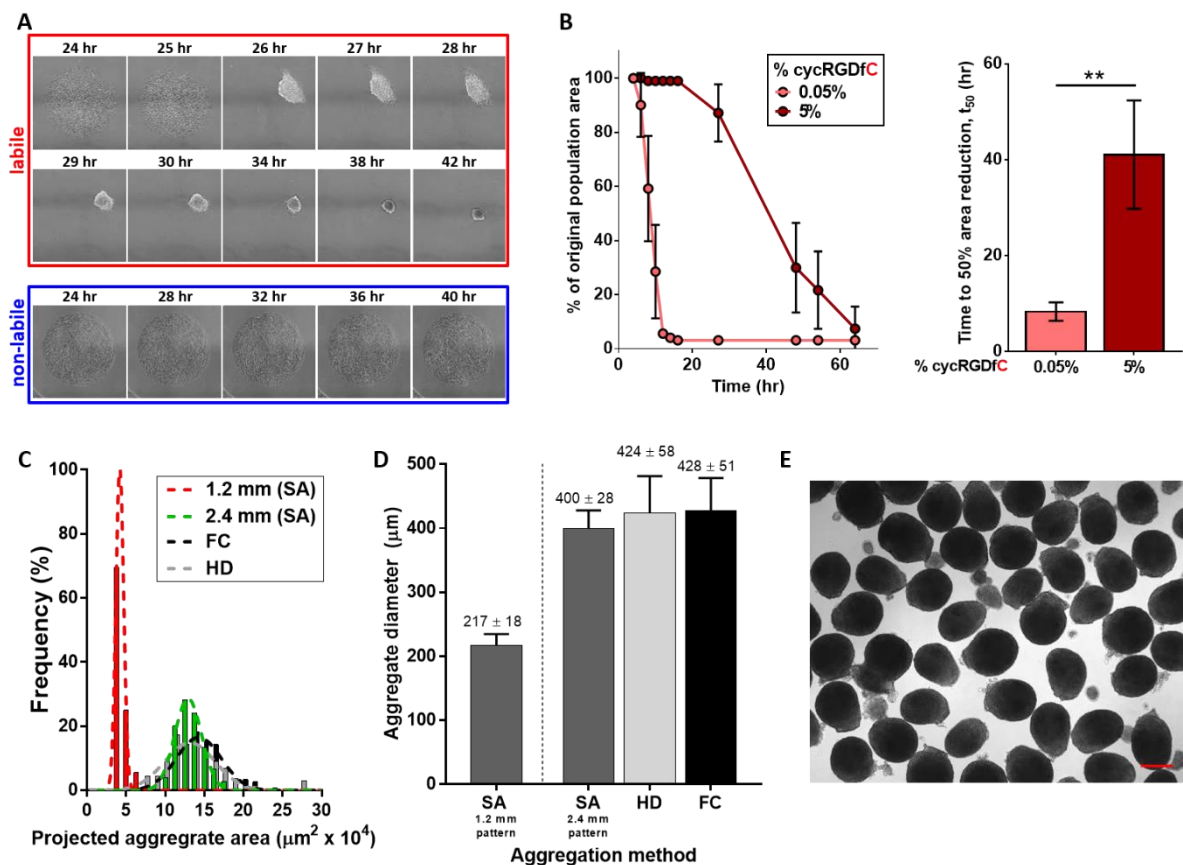 A
24 hr 25 hr 26 hr 27 hr 28 hr
labile
29 hr 30 hr 34 hr 38 hr 42 hr
24 hr 28 hr 32 hr 36 hr 40 hr
non-labile
B
% of original population area
100
80
60
40
20
0
% cycRGDfC
0.05%
5%
0 20 40 60
Time (hr)
Time to 50% area reduction, t50 (hr)
60
40
20
0
**
% cycRGDfC 0.05% 5%
C
Frequency (%)
100
80
60
40
20
0
1.2 mm (SA)
2.4 mm (SA)
FC
HD
0 5 10 15 20 25 30
Projected aggregrate area (μm² x 10⁴)
D
Aggregate diameter (μm)
500
400
300
200
100
0
217 ± 18
400 ± 28
424 ± 58
428 ± 51
SA SA HD FC
1.2 mm 2.4 mm
pattern pattern
Aggregation method
E